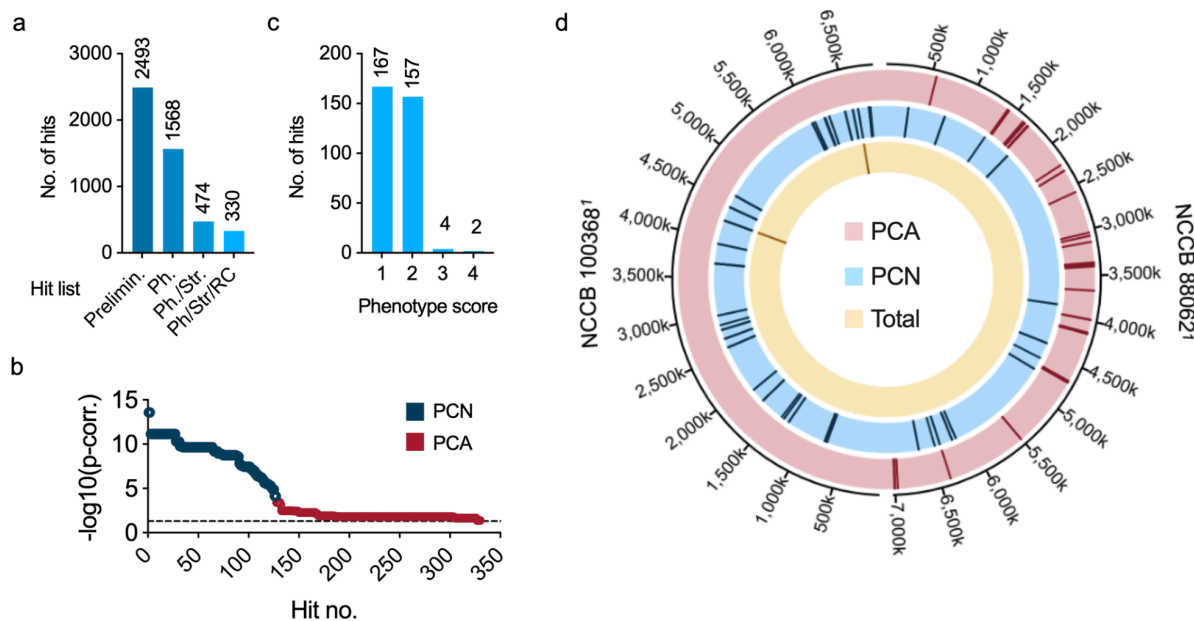 a
3000
2000
1000
0
No. of hits
2493
1568
474
330
Hit list
Prelimin.
Ph.
Ph./Str.
Ph/Str/RC
c
200
150
100
50
0
No. of hits
167
157
4
2
1
2
3
4
Phenotype score
b
15
10
5
0
-log10(p-corr.)
PCN
PCA
0
50
100
150
200
250
300
350
Hit no.
d
NCCB 100368¹
500k
1,000k
1,500k
2,000k
2,500k
3,000k
3,500k
4,000k
4,500k
5,000k
5,500k
6,000k
6,500k
NCCB 88062¹
500k
1,000k
1,500k
2,000k
2,500k
3,000k
3,500k
4,000k
4,500k
5,000k
5,500k
6,000k
6,500k
7,000k
PCA
PCN
Total